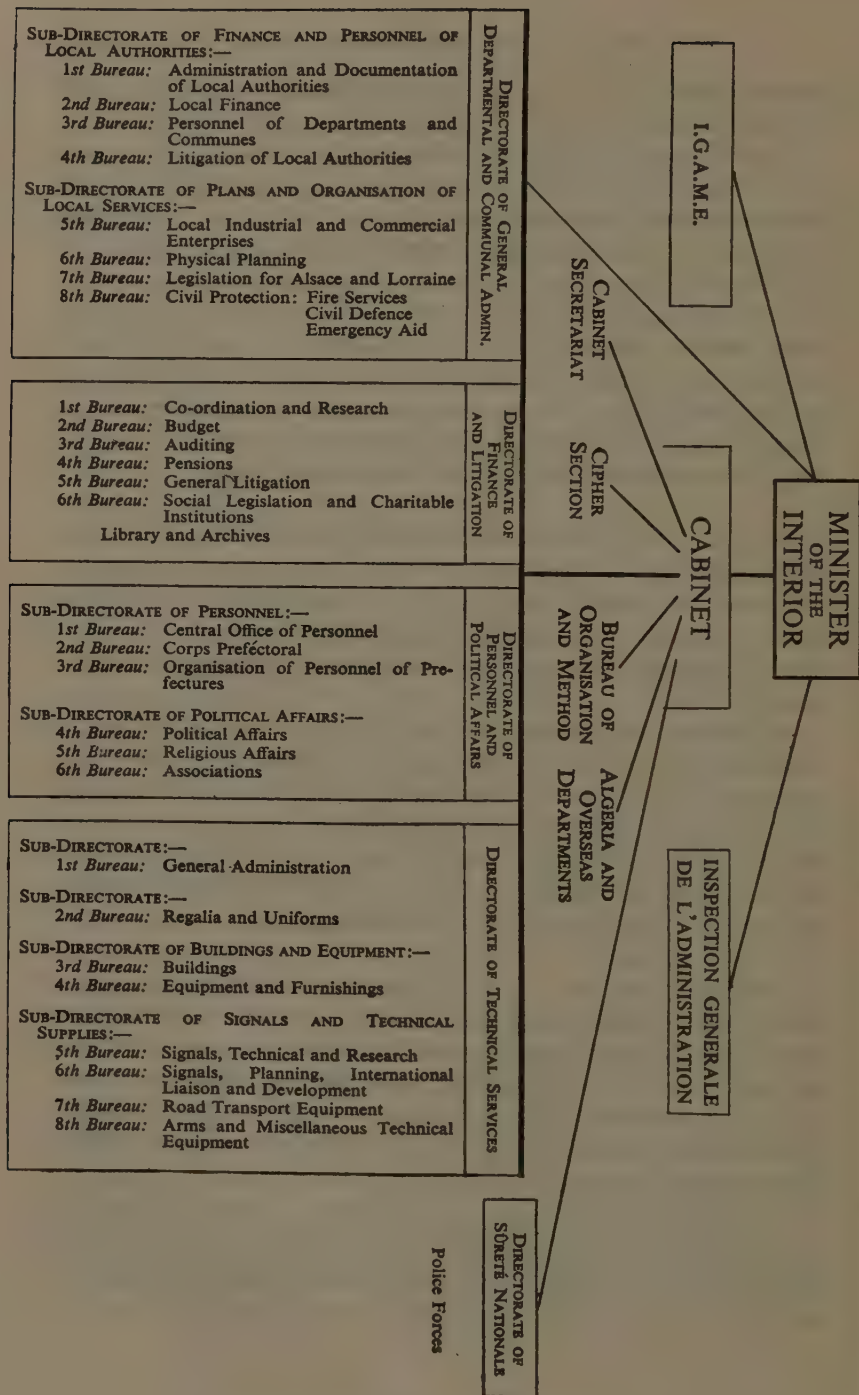 MINISTER
OF THE
INTERIOR
I.G.A.M.E.
CABINET
INSPECTION GENERALE
DE L'ADMINISTRATION
CABINET
SECRETARIAT
CIPHER
SECTION
BUREAU OF
ORGANISATION
AND METHOD
ALGERIA AND
OVERSEAS
DEPARTMENTS
DIRECTORATE OF GENERAL
DEPARTMENTAL AND COMMUNAL ADMIN.
SUB-DIRECTORATE OF FINANCE AND PERSONNEL OF
LOCAL AUTHORITIES:—
1st Bureau: Administration and Documentation
of Local Authorities
2nd Bureau: Local Finance
3rd Bureau: Personnel of Departments and
Communes
4th Bureau: Litigation of Local Authorities
SUB-DIRECTORATE OF PLANS AND ORGANISATION OF
LOCAL SERVICES:—
5th Bureau: Local Industrial and Commercial
Enterprises
6th Bureau: Physical Planning
7th Bureau: Legislation for Alsace and Lorraine
8th Bureau: Civil Protection: Fire Services
Civil Defence
Emergency Aid
DIRECTORATE OF
FINANCE
AND LITIGATION
1st Bureau: Co-ordination and Research
2nd Bureau: Budget
3rd Bureau: Auditing
4th Bureau: Pensions
5th Bureau: General Litigation
6th Bureau: Social Legislation and Charitable
Institutions
Library and Archives
DIRECTORATE OF
PERSONNEL AND
POLITICAL AFFAIRS
SUB-DIRECTORATE OF PERSONNEL:—
1st Bureau: Central Office of Personnel
2nd Bureau: Corps Preféctoral
3rd Bureau: Organisation of Personnel of Pre-
fectures
SUB-DIRECTORATE OF POLITICAL AFFAIRS:—
4th Bureau: Political Affairs
5th Bureau: Religious Affairs
6th Bureau: Associations
DIRECTORATE OF TECHNICAL SERVICES
SUB-DIRECTORATE:—
1st Bureau: General Administration
SUB-DIRECTORATE:—
2nd Bureau: Regalia and Uniforms
SUB-DIRECTORATE OF BUILDINGS AND EQUIPMENT:—
3rd Bureau: Buildings
4th Bureau: Equipment and Furnishings
SUB-DIRECTORATE OF SIGNALS AND TECHNICAL
SUPPLIES:—
5th Bureau: Signals, Technical and Research
6th Bureau: Signals, Planning, International
Liaison and Development
7th Bureau: Road Transport Equipment
8th Bureau: Arms and Miscellaneous Technical
Equipment
DIRECTORATE OF
SÛRETÉ NATIONALE
Police Forces